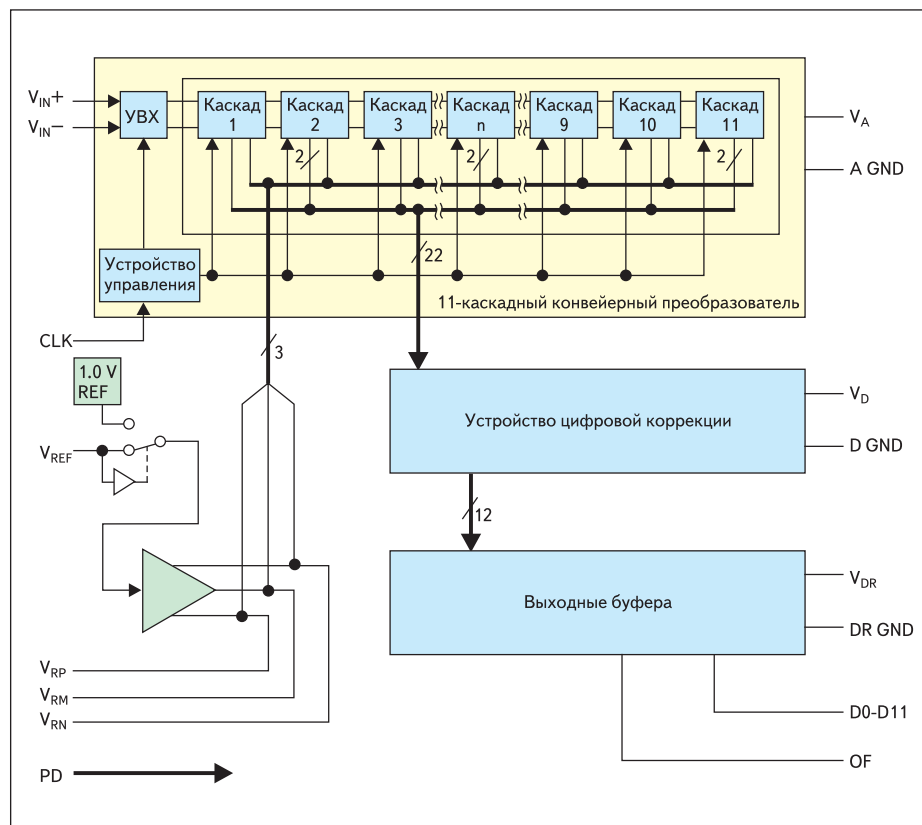 V_IN+
V_IN−
УВХ
Каскад
1
Каскад
2
Каскад
3
Каскад
n
Каскад
9
Каскад
10
Каскад
11
V_A
2
2
2
A GND
22
Устройство
управления
11-каскадный конвейерный преобразователь
CLK
3
1.0 V
REF
V_REF
Устройство цифровой коррекции
V_D
D GND
12
Выходные буфера
V_DR
DR GND
V_RP
V_RM
V_RN
D0-D11
OF
PD